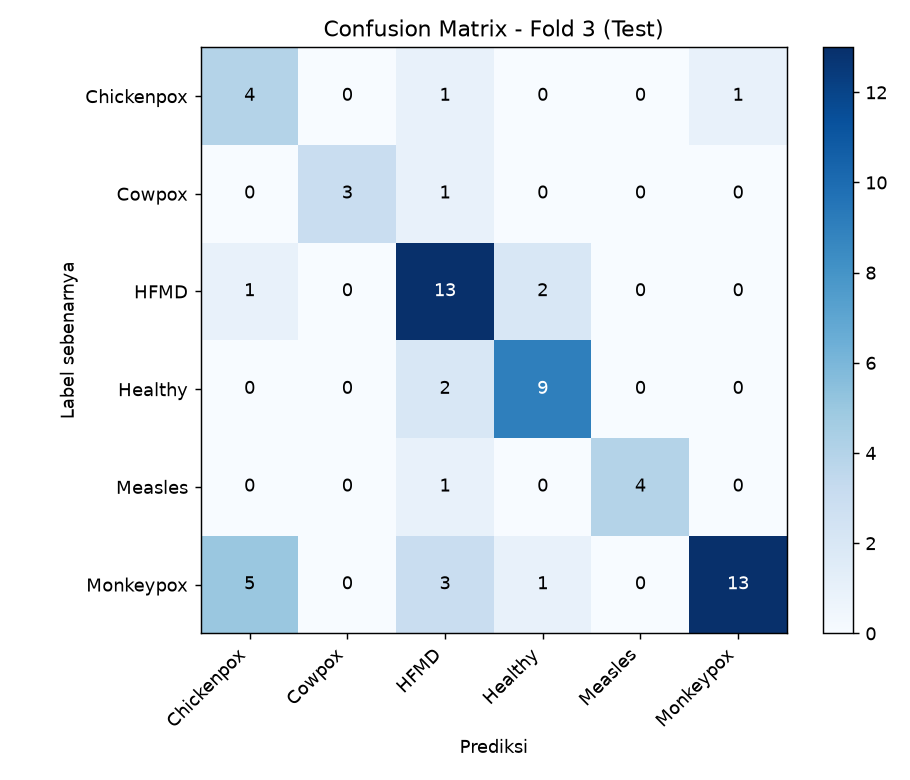 Confusion Matrix - Fold 3 (Test)
Chickenpox 4 0 1 0 0 1
Cowpox 0 3 1 0 0 0
HFMD 1 0 13 2 0 0
Healthy 0 0 2 9 0 0
Measles 0 0 1 0 4 0
Monkeypox 5 0 3 1 0 13
Label sebenarnya
Chickenpox Cowpox HFMD Healthy Measles Monkeypox
Prediksi
12
10
8
6
4
2
0